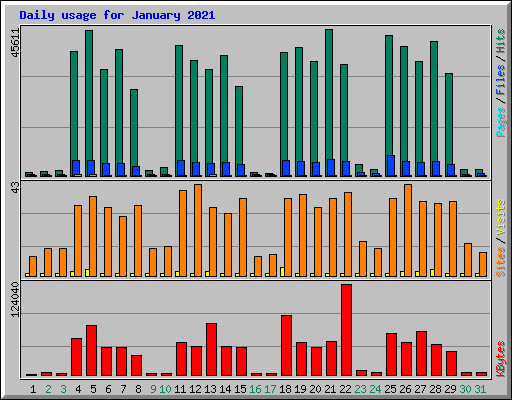 Daily usage for January 2021
45611
Pages / Files / Hits
43
Sites / Visits
124040
KBytes
1 2 3 4 5 6 7 8 9 10 11 12 13 14 15 16 17 18 19 20 21 22 23 24 25 26 27 28 29 30 31